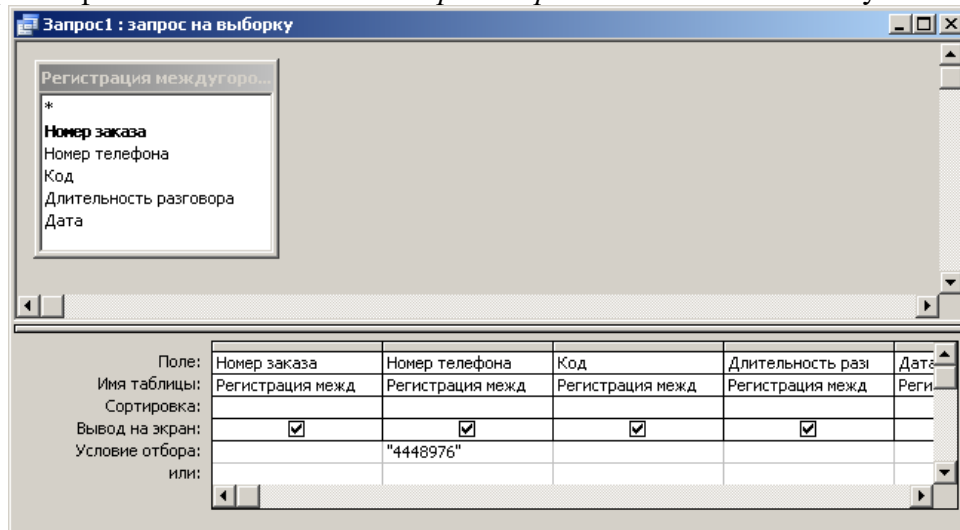 Запрос1 : запрос на выборку
Регистрация междугоро...
*
Номер заказа
Номер телефона
Код
Длительность разговора
Дата
Поле: Номер заказа Номер телефона Код Длительность разг Дата
Имя таблицы: Регистрация межд Регистрация межд Регистрация межд Регистрация межд Реги
Сортировка:
Вывод на экран:
Условие отбора: "4448976"
или: